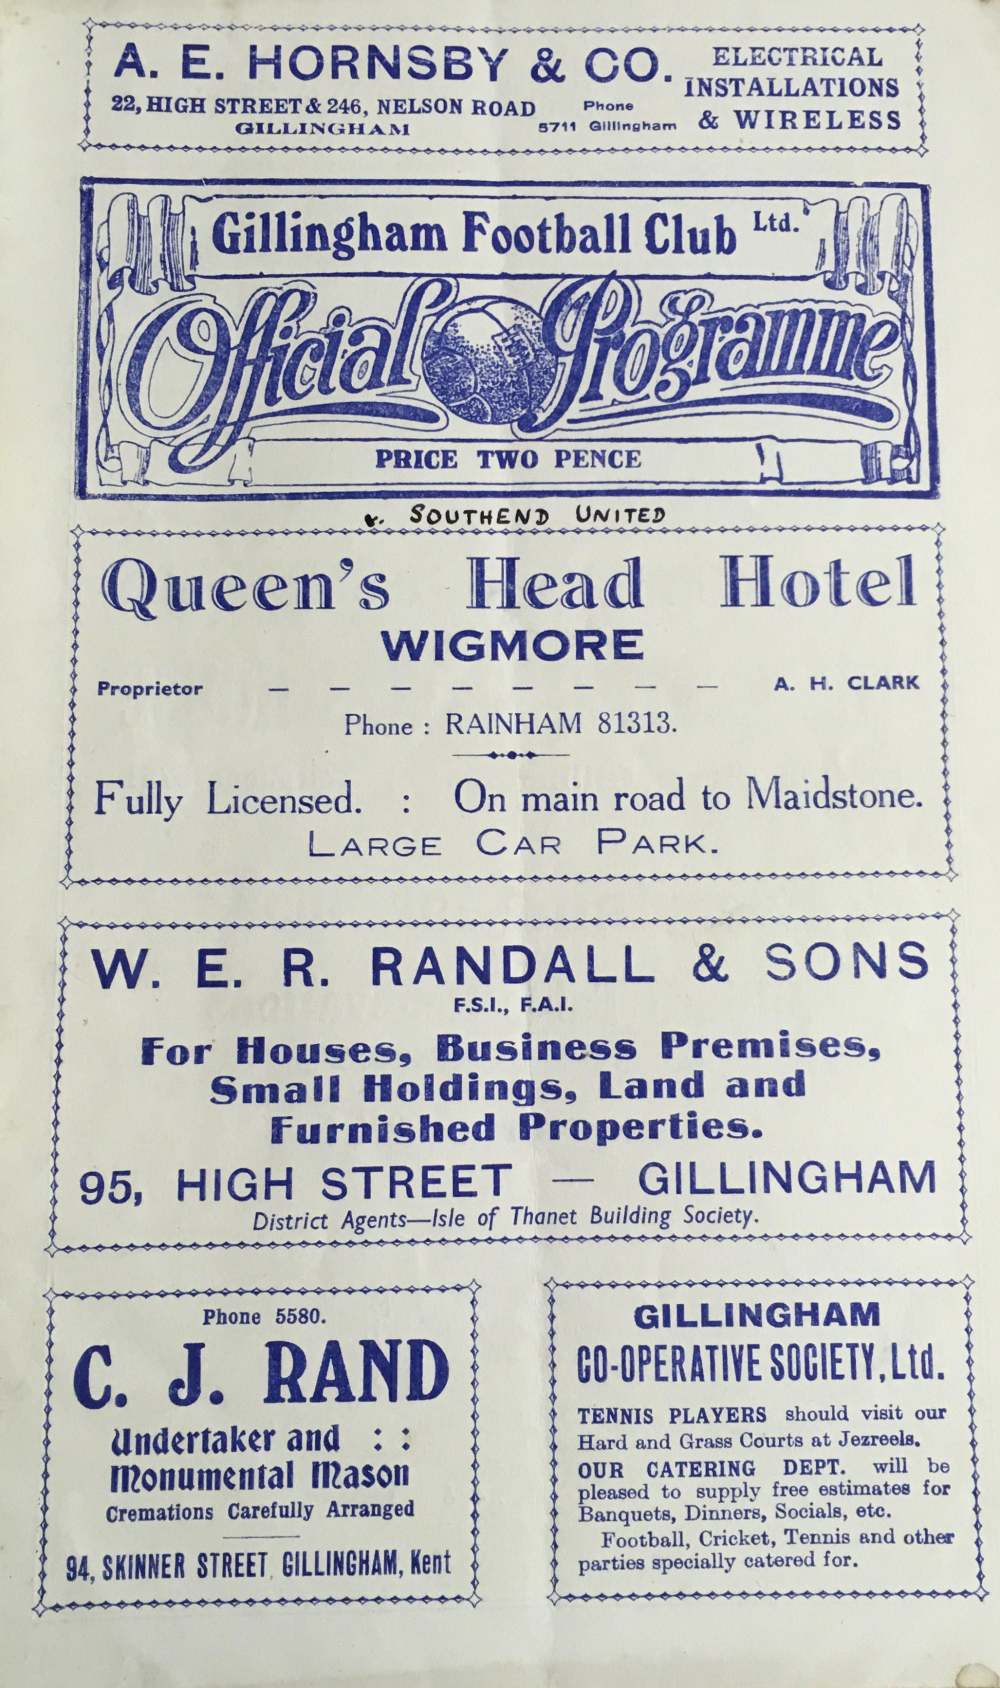 A. E. HORNSBY & CO.
ELECTRICAL
INSTALLATIONS
& WIRELESS
22, HIGH STREET & 246, NELSON ROAD
GILLINGHAM
Phone
5711 Gillingham
Gillingham Football Club Ltd.
Official Programme
PRICE TWO PENCE
v. SOUTHEND UNITED
Queen's Head Hotel
WIGMORE
Proprietor — — — — — — — — A. H. CLARK
Phone : RAINHAM 81313.
Fully Licensed. : On main road to Maidstone.
LARGE CAR PARK.
W. E. R. RANDALL & SONS
F.S.I., F.A.I.
For Houses, Business Premises,
Small Holdings, Land and
Furnished Properties.
95, HIGH STREET — GILLINGHAM
District Agents—Isle of Thanet Building Society.
Phone 5580.
C. J. RAND
Undertaker and : :
Monumental Mason
Cremations Carefully Arranged
94, SKINNER STREET, GILLINGHAM, Kent
GILLINGHAM
CO-OPERATIVE SOCIETY, Ltd.
TENNIS PLAYERS should visit our
Hard and Grass Courts at Jezreels.
OUR CATERING DEPT. will be
pleased to supply free estimates for
Banquets, Dinners, Socials, etc.
Football, Cricket, Tennis and other
parties specially catered for.